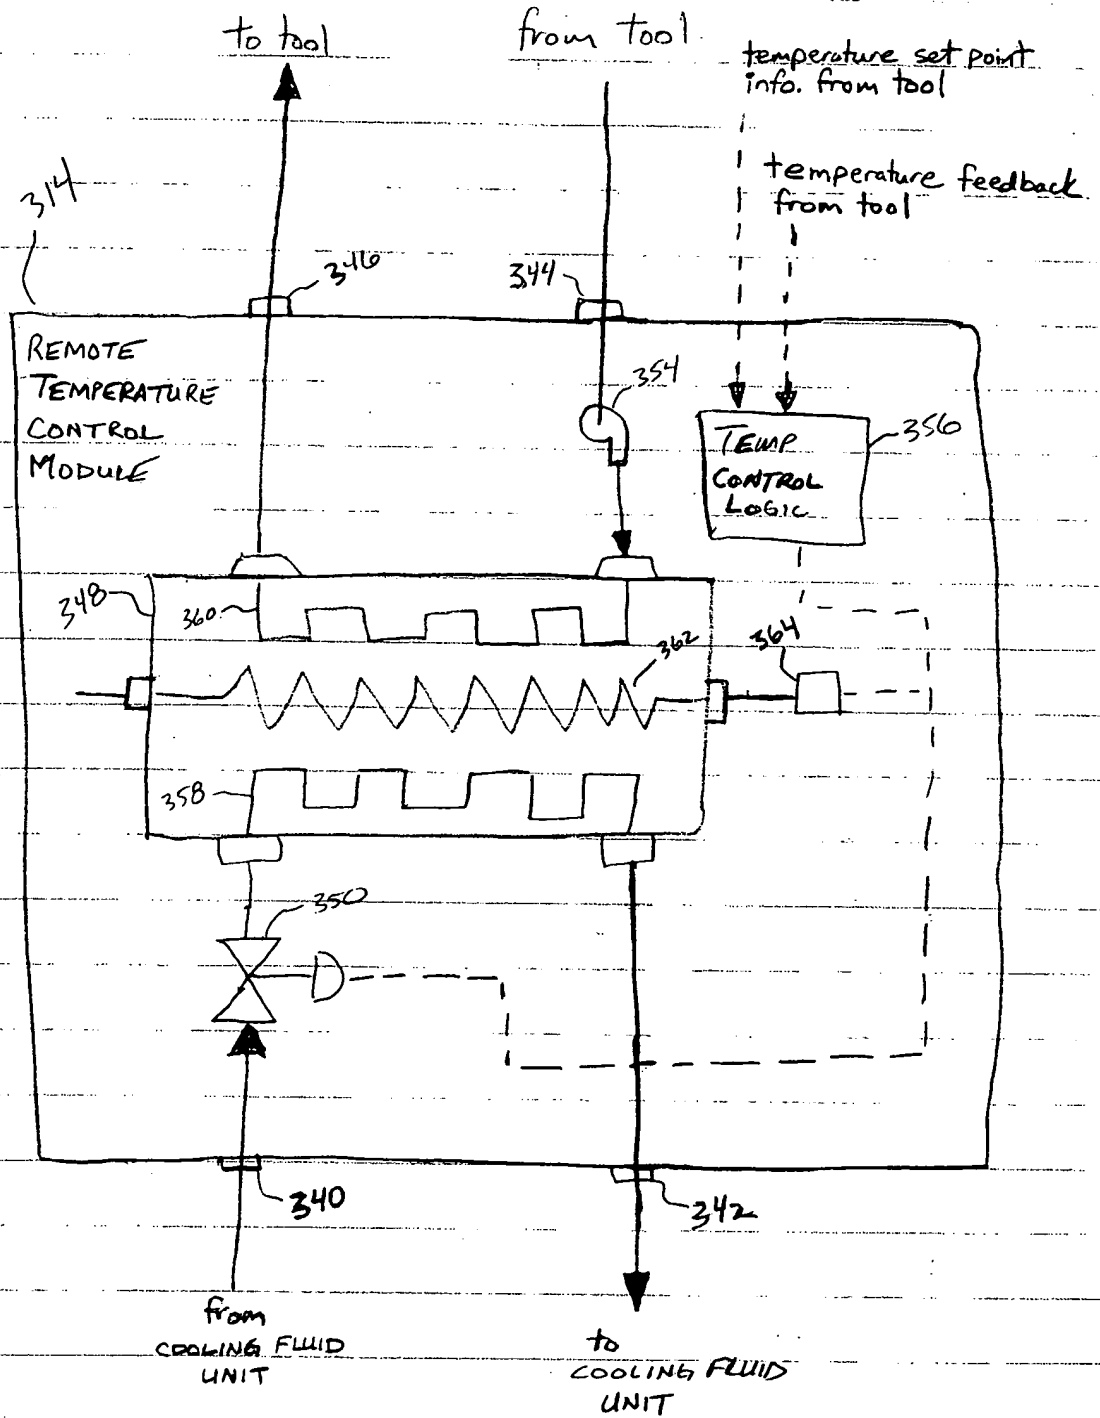 to tool
from tool.
temperature set point
info. from tool
temperature feedback
from tool
314
346
344
REMOTE
TEMPERATURE
CONTROL
MODULE
354
356
TEMP
CONTROL
LOGIC
348
360
362
364
358
350
340
342
from
COOLING FLUID
UNIT
to
COOLING FLUID
UNIT